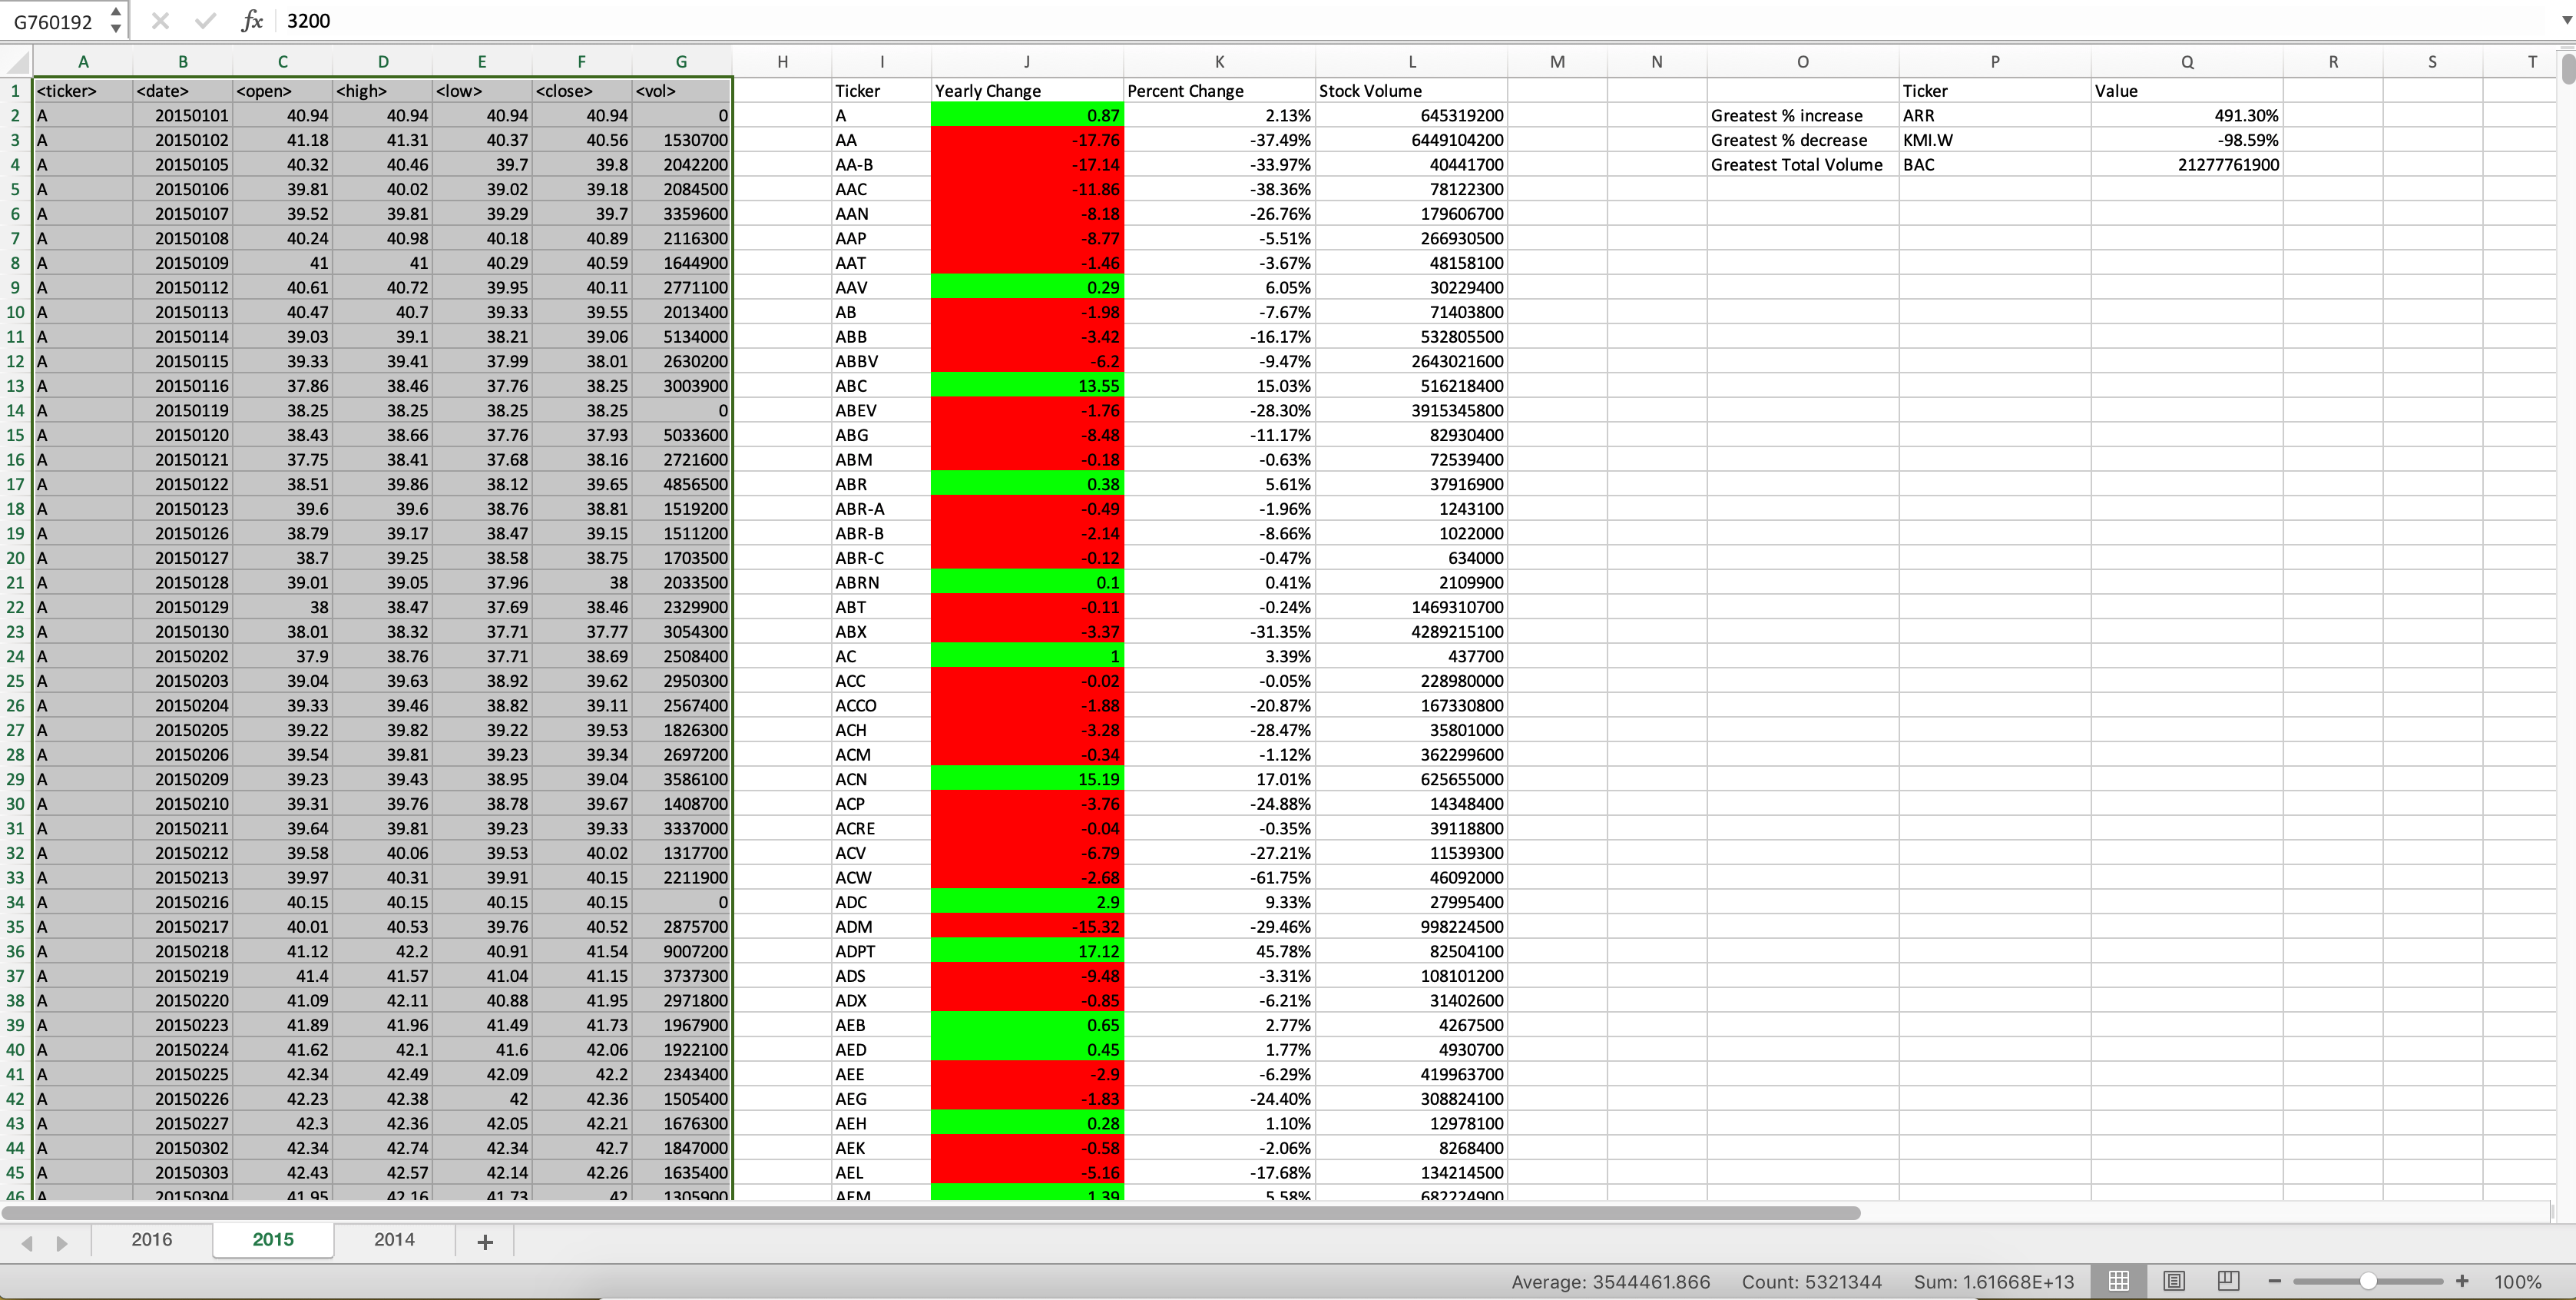 G760192 fx 3200
A B C D E F G H I J K L M N O P Q R S T
1 <ticker> <date> <open> <high> <low> <close> <vol> Ticker Yearly Change Percent Change Stock Volume Ticker Value
2 A 20150101 40.94 40.94 40.94 40.94 0 A 0.87 2.13% 645319200 Greatest % increase ARR 491.30%
3 A 20150102 41.18 41.31 40.37 40.56 1530700 AA -17.76 -37.49% 6449104200 Greatest % decrease KMI.W -98.59%
4 A 20150105 40.32 40.46 39.7 39.8 2042200 AA-B -17.14 -33.97% 40441700 Greatest Total Volume BAC 21277761900
5 A 20150106 39.81 40.02 39.02 39.18 2084500 AAC -11.86 -38.36% 78122300
6 A 20150107 39.52 39.81 39.29 39.7 3359600 AAN -8.18 -26.76% 179606700
7 A 20150108 40.24 40.98 40.18 40.89 2116300 AAP -8.77 -5.51% 266930500
8 A 20150109 41 41 40.29 40.59 1644900 AAT -1.46 -3.67% 48158100
9 A 20150112 40.61 40.72 39.95 40.11 2771100 AAV 0.29 6.05% 30229400
10 A 20150113 40.47 40.7 39.33 39.55 2013400 AB -1.98 -7.67% 71403800
11 A 20150114 39.03 39.1 38.21 39.06 5134000 ABB -3.42 -16.17% 532805500
12 A 20150115 39.33 39.41 37.99 38.01 2630200 ABBV -6.2 -9.47% 2643021600
13 A 20150116 37.86 38.46 37.76 38.25 3003900 ABC 13.55 15.03% 516218400
14 A 20150119 38.25 38.25 38.25 38.25 0 ABEV -1.76 -28.30% 3915345800
15 A 20150120 38.43 38.66 37.76 37.93 5033600 ABG -8.48 -11.17% 82930400
16 A 20150121 37.75 38.41 37.68 38.16 2721600 ABM -0.18 -0.63% 72539400
17 A 20150122 38.51 39.86 38.12 39.65 4856500 ABR 0.38 5.61% 37916900
18 A 20150123 39.6 39.6 38.76 38.81 1519200 ABR-A -0.49 -1.96% 1243100
19 A 20150126 38.79 39.17 38.47 39.15 1511200 ABR-B -2.14 -8.66% 1022000
20 A 20150127 38.7 39.25 38.58 38.75 1703500 ABR-C -0.12 -0.47% 634000
21 A 20150128 39.01 39.05 37.96 38 2033500 ABRN 0.1 0.41% 2109900
22 A 20150129 38 38.47 37.69 38.46 2329900 ABT -0.11 -0.24% 1469310700
23 A 20150130 38.01 38.32 37.71 37.77 3054300 ABX -3.37 -31.35% 4289215100
24 A 20150202 37.9 38.76 37.71 38.69 2508400 AC 1 3.39% 437700
25 A 20150203 39.04 39.63 38.92 39.62 2950300 ACC -0.02 -0.05% 228980000
26 A 20150204 39.33 39.46 38.82 39.11 2567400 ACCO -1.88 -20.87% 167330800
27 A 20150205 39.22 39.82 39.22 39.53 1826300 ACH -3.28 -28.47% 35801000
28 A 20150206 39.54 39.81 39.23 39.34 2697200 ACM -0.34 -1.12% 362299600
29 A 20150209 39.23 39.43 38.95 39.04 3586100 ACN 15.19 17.01% 625655000
30 A 20150210 39.31 39.76 38.78 39.67 1408700 ACP -3.76 -24.88% 14348400
31 A 20150211 39.64 39.81 39.23 39.33 3337000 ACRE -0.04 -0.35% 39118800
32 A 20150212 39.58 40.06 39.53 40.02 1317700 ACV -6.79 -27.21% 11539300
33 A 20150213 39.97 40.31 39.91 40.15 2211900 ACW -2.68 -61.75% 46092000
34 A 20150216 40.15 40.15 40.15 40.15 0 ADC 2.9 9.33% 27995400
35 A 20150217 40.01 40.53 39.76 40.52 2875700 ADM -15.32 -29.46% 998224500
36 A 20150218 41.12 42.2 40.91 41.54 9007200 ADPT 17.12 45.78% 82504100
37 A 20150219 41.4 41.57 41.04 41.15 3737300 ADS -9.48 -3.31% 108101200
38 A 20150220 41.09 42.11 40.88 41.95 2971800 ADX -0.85 -6.21% 31402600
39 A 20150223 41.89 41.96 41.49 41.73 1967900 AEB 0.65 2.77% 4267500
40 A 20150224 41.62 42.1 41.6 42.06 1922100 AED 0.45 1.77% 4930700
41 A 20150225 42.34 42.49 42.09 42.2 2343400 AEE -2.9 -6.29% 419963700
42 A 20150226 42.23 42.38 42 42.36 1505400 AEG -1.83 -24.40% 308824100
43 A 20150227 42.3 42.36 42.05 42.21 1676300 AEH 0.28 1.10% 12978100
44 A 20150302 42.34 42.74 42.34 42.7 1847000 AEK -0.58 -2.06% 8268400
45 A 20150303 42.43 42.57 42.14 42.26 1635400 AEL -5.16 -17.68% 134214500
46 A 20150304 41.95 42.16 41.73 42 1305900 AEM 1.39 5.58% 682224900
2016 2015 2014 +
Average: 3544461.866 Count: 5321344 Sum: 1.61668E+13 100%